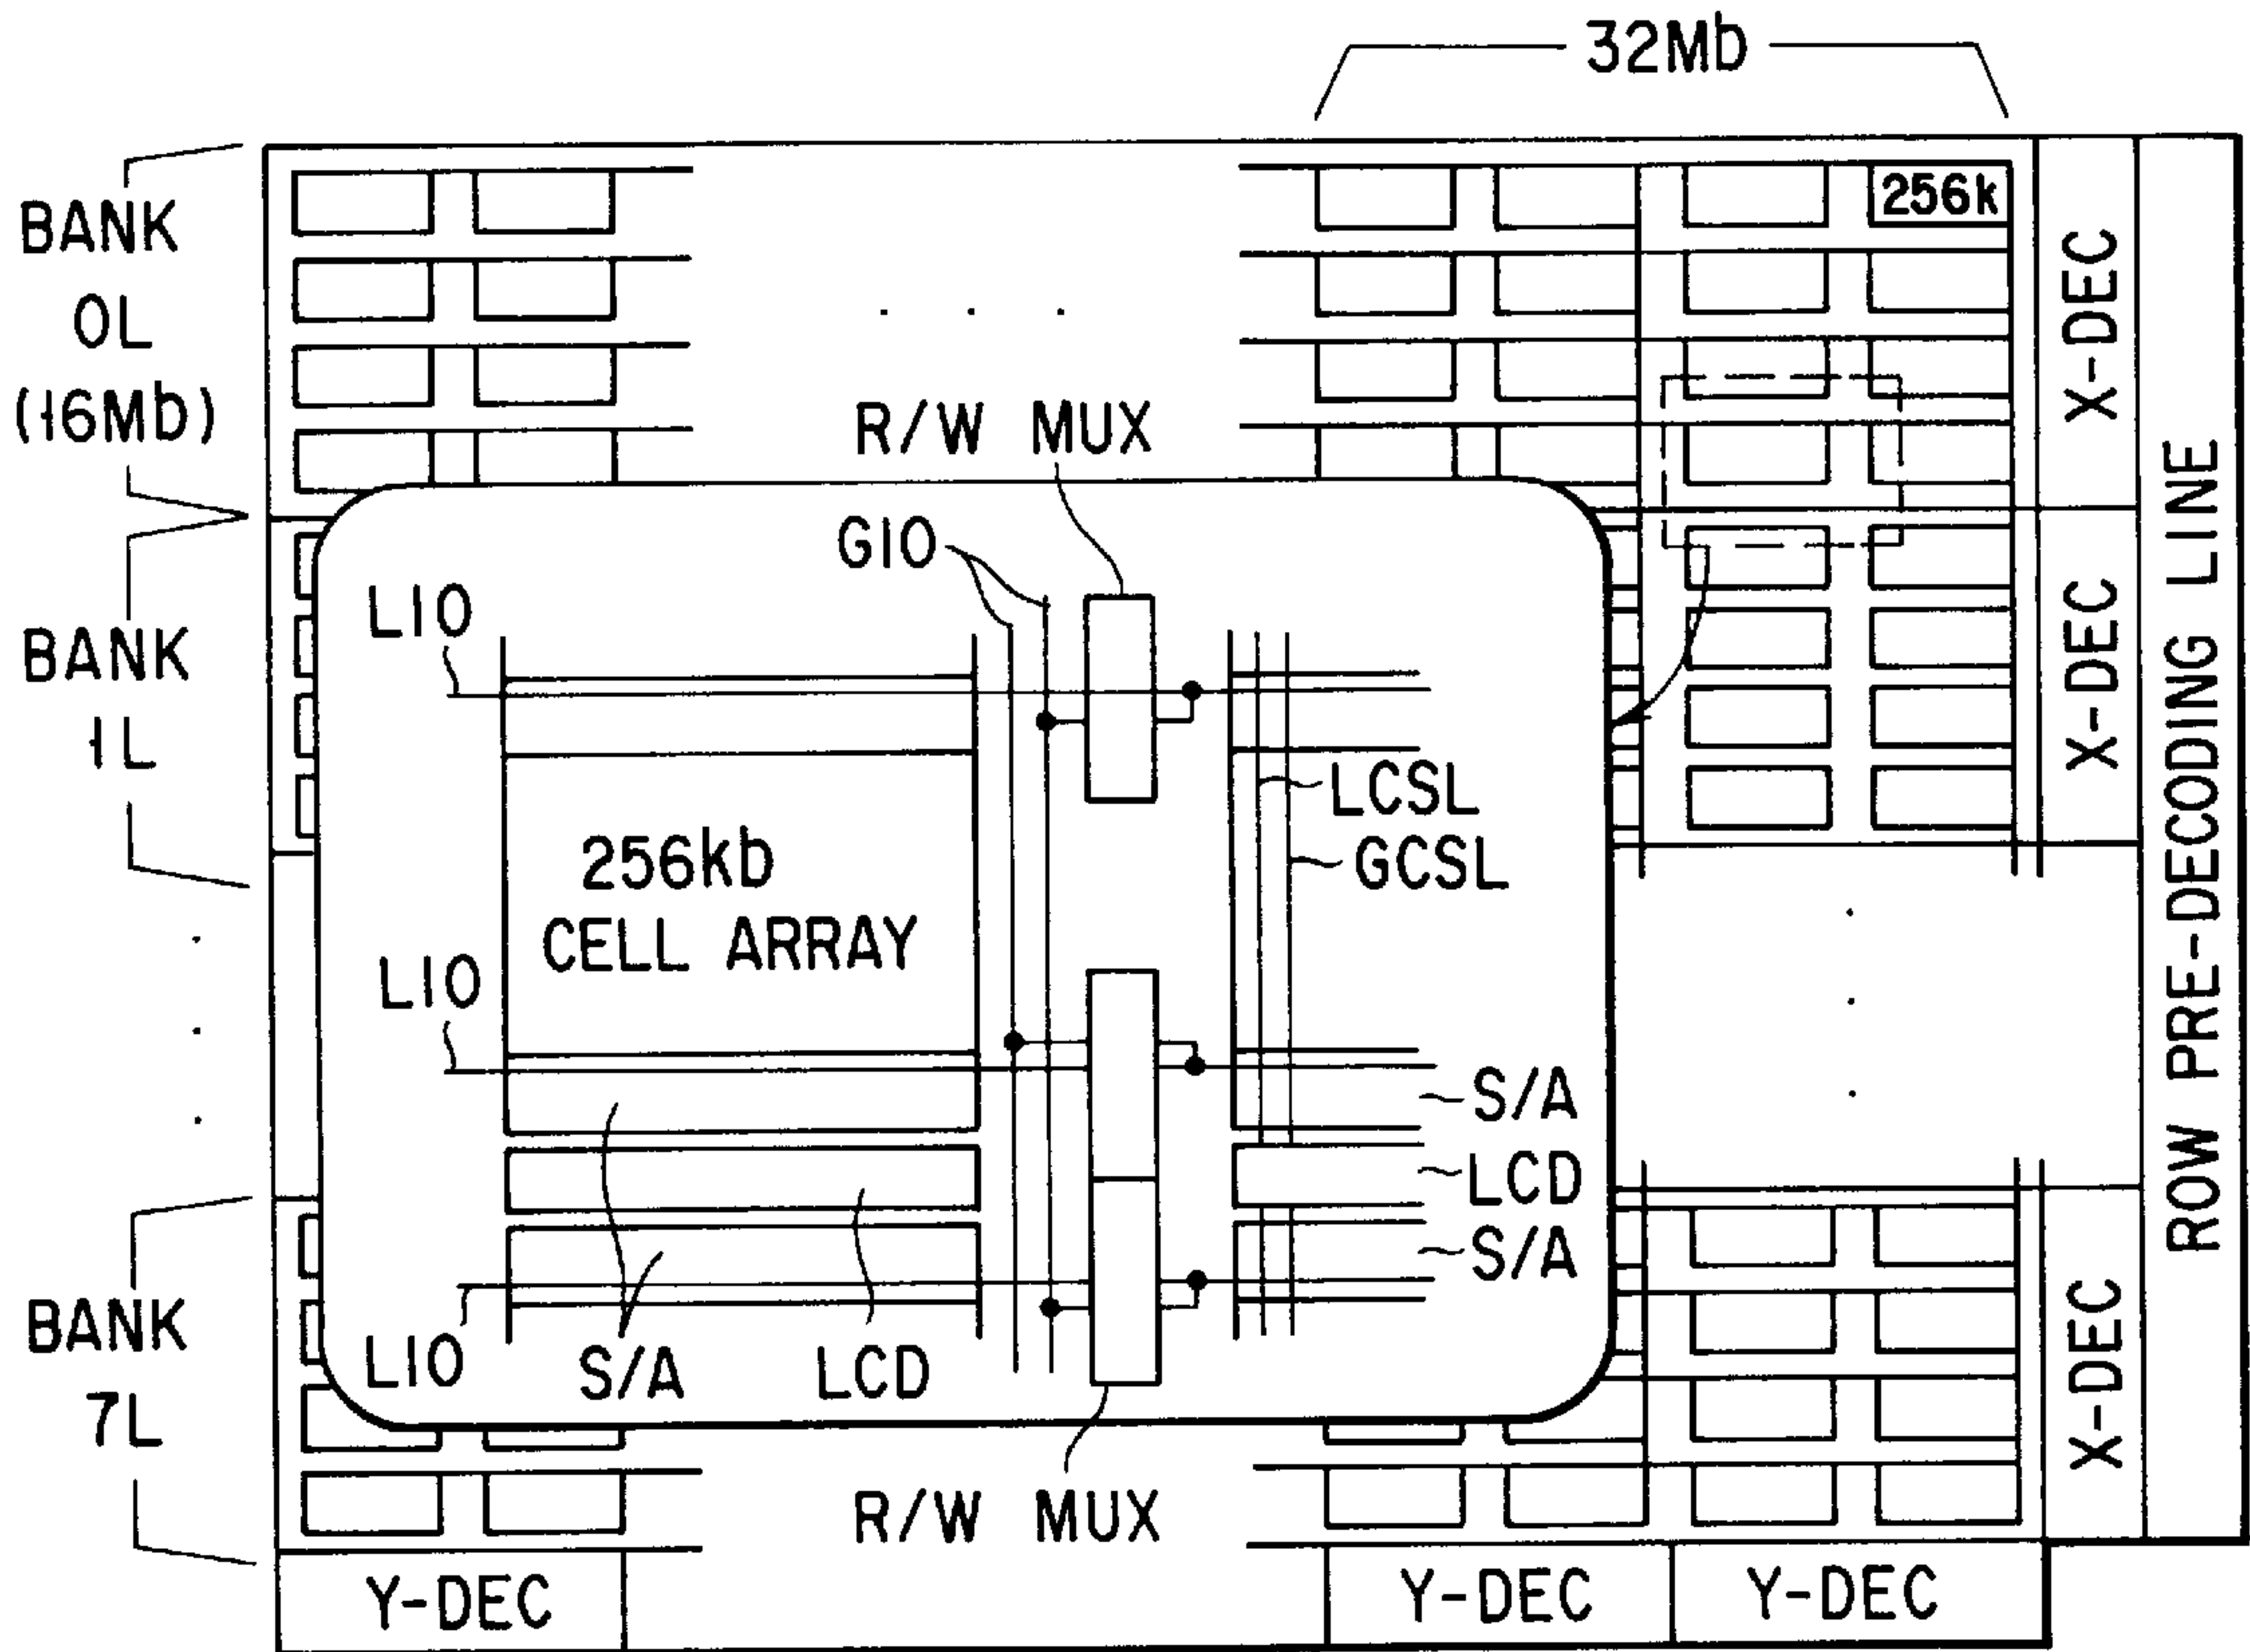 32Mb
BANK
0L
(16Mb)
256k
X-DEC
R/W MUX
GIO
LIO
BANK
1L
X-DEC
ROW PRE-DECODING LINE
LCSL
GCSL
256kb
CELL ARRAY
LIO
S/A
LCD
S/A
BANK
7L
LIO
S/A
LCD
X-DEC
R/W MUX
Y-DEC
Y-DEC
Y-DEC